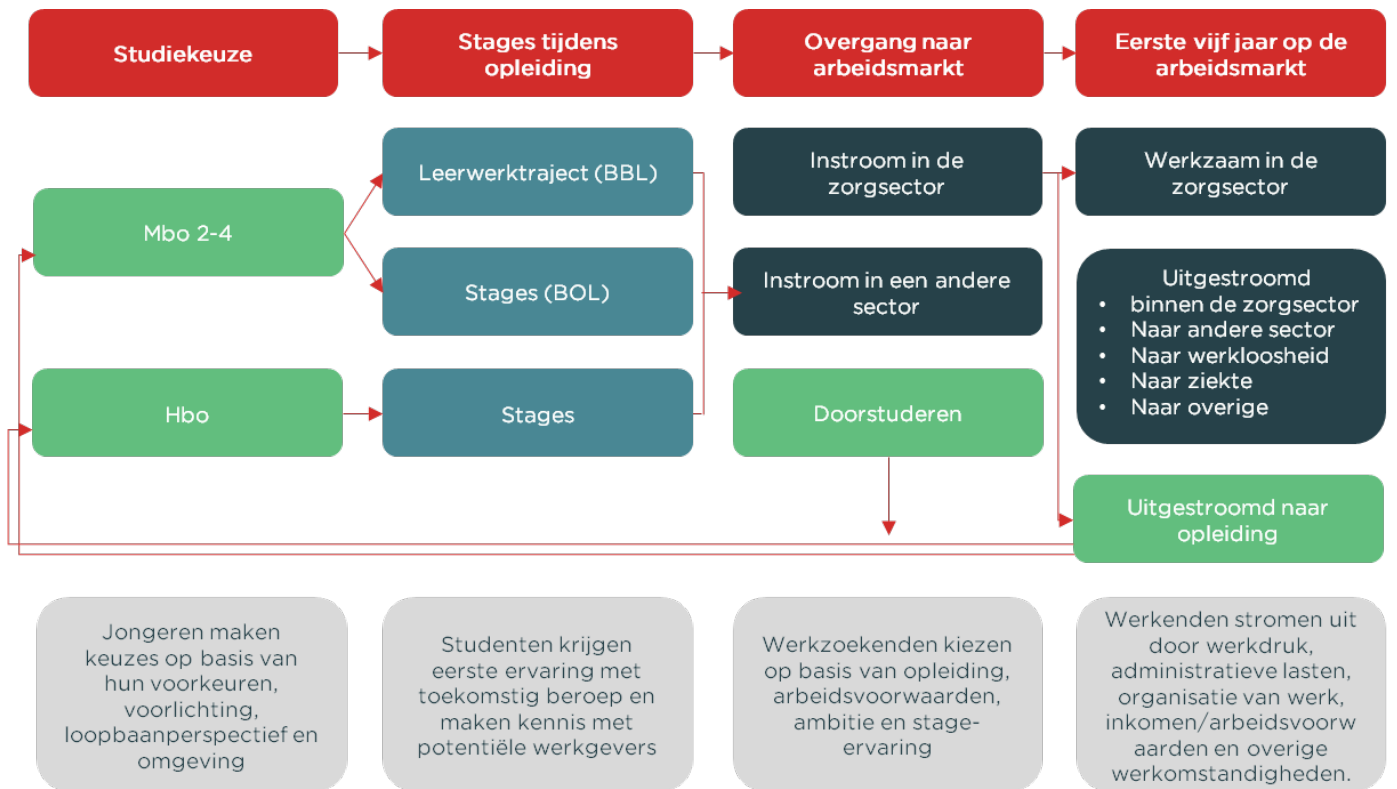 Studiekeuze
Stages tijdens
opleiding
Overgang naar
arbeidsmarkt
Eerste vijf jaar op de
arbeidsmarkt
Mbo 2-4
Hbo
Leerwerktraject (BBL)
Stages (BOL)
Stages
Instroom in de
zorgsector
Instroom in een andere
sector
Doorstuderen
Werkzaam in de
zorgsector
Uitgestroomd
• binnen de zorgsector
• Naar andere sector
• Naar werkloosheid
• Naar ziekte
• Naar overige
Uitgestroomd naar
opleiding
Jongeren maken
keuzes op basis van
hun voorkeuren,
voorlichting,
loopbaanperspectief en
omgeving
Studenten krijgen
eerste ervaring met
toekomstig beroep en
maken kennis met
potentiële werkgevers
Werkzoekenden kiezen
op basis van opleiding,
arbeidsvoorwaarden,
ambitie en stage-
ervaring
Werkenden stromen uit
door werkdruk,
administratieve lasten,
organisatie van werk,
inkomen/arbeidsvoorw
aarden en overige
werkomstandigheden.